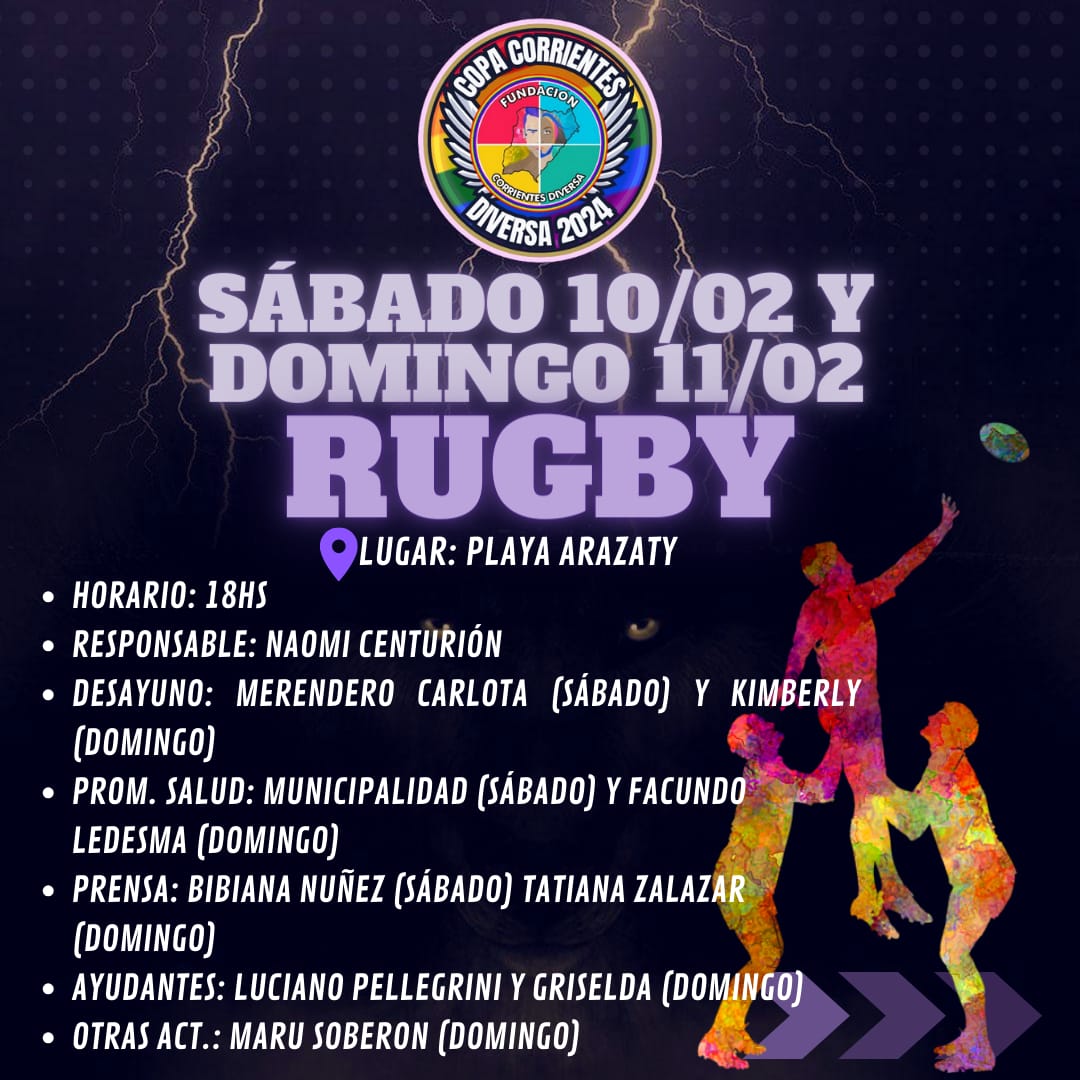 COPA CORRIENTES
FUNDACION
CORRIENTES DIVERSA
DIVERSA 2024
SÁBADO 10/02 Y
DOMINGO 11/02
RUGBY
LUGAR: PLAYA ARAZATY
• HORARIO: 18HS
• RESPONSABLE: NAOMI CENTURIÓN
• DESAYUNO: MERENDERO CARLOTA (SÁBADO) Y KIMBERLY
(DOMINGO)
• PROM. SALUD: MUNICIPALIDAD (SÁBADO) Y FACUNDO
LEDESMA (DOMINGO)
• PRENSA: BIBIANA NUÑEZ (SÁBADO) TATIANA ZALAZAR
(DOMINGO)
• AYUDANTES: LUCIANO PELLEGRINI Y GRISELDA (DOMINGO)
• OTRAS ACT.: MARU SOBERON (DOMINGO)